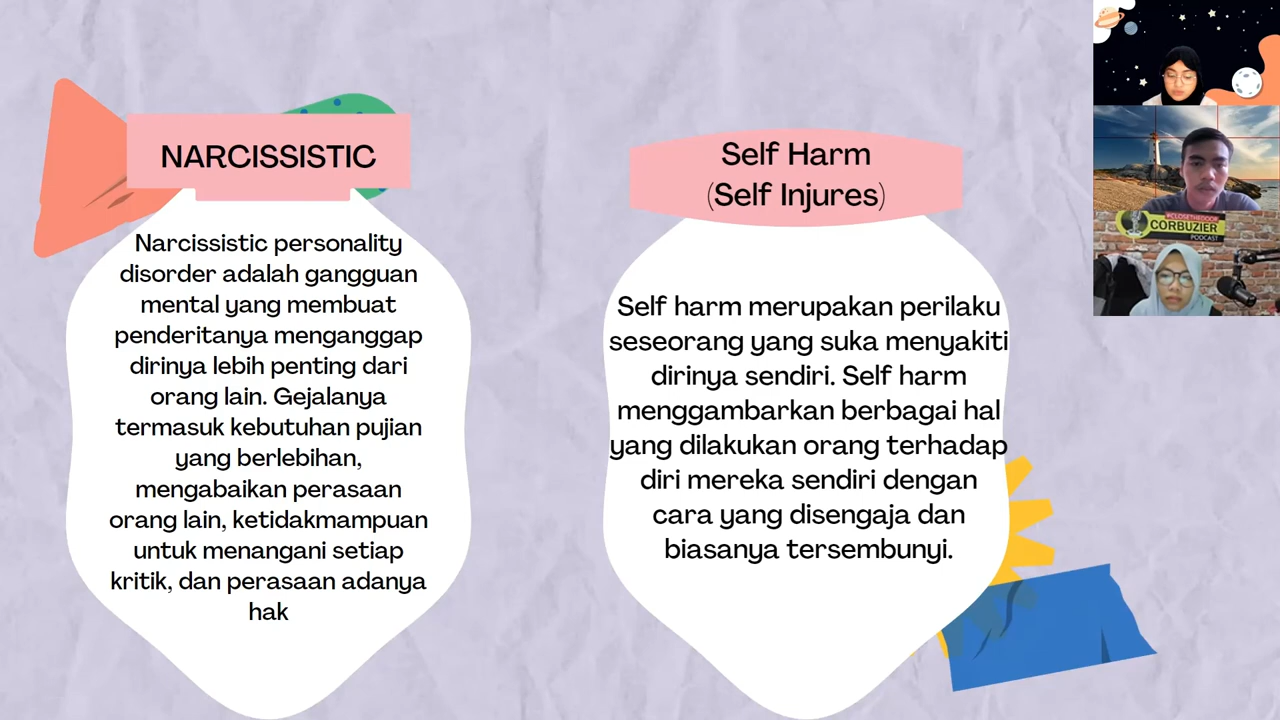 NARCISSISTIC
Narcissistic personality
disorder adalah gangguan
mental yang membuat
penderitanya menganggap
dirinya lebih penting dari
orang lain. Gejalanya
termasuk kebutuhan pujian
yang berlebihan,
mengabaikan perasaan
orang lain, ketidakmampuan
untuk menangani setiap
kritik, dan perasaan adanya
hak
Self Harm
(Self Injures)
Self harm merupakan perilaku
seseorang yang suka menyakiti
dirinya sendiri. Self harm
menggambarkan berbagai hal
yang dilakukan orang terhadap
diri mereka sendiri dengan
cara yang disengaja dan
biasanya tersembunyi.
#CLOSETHEDOOR
CORBUZIER
PODCAST